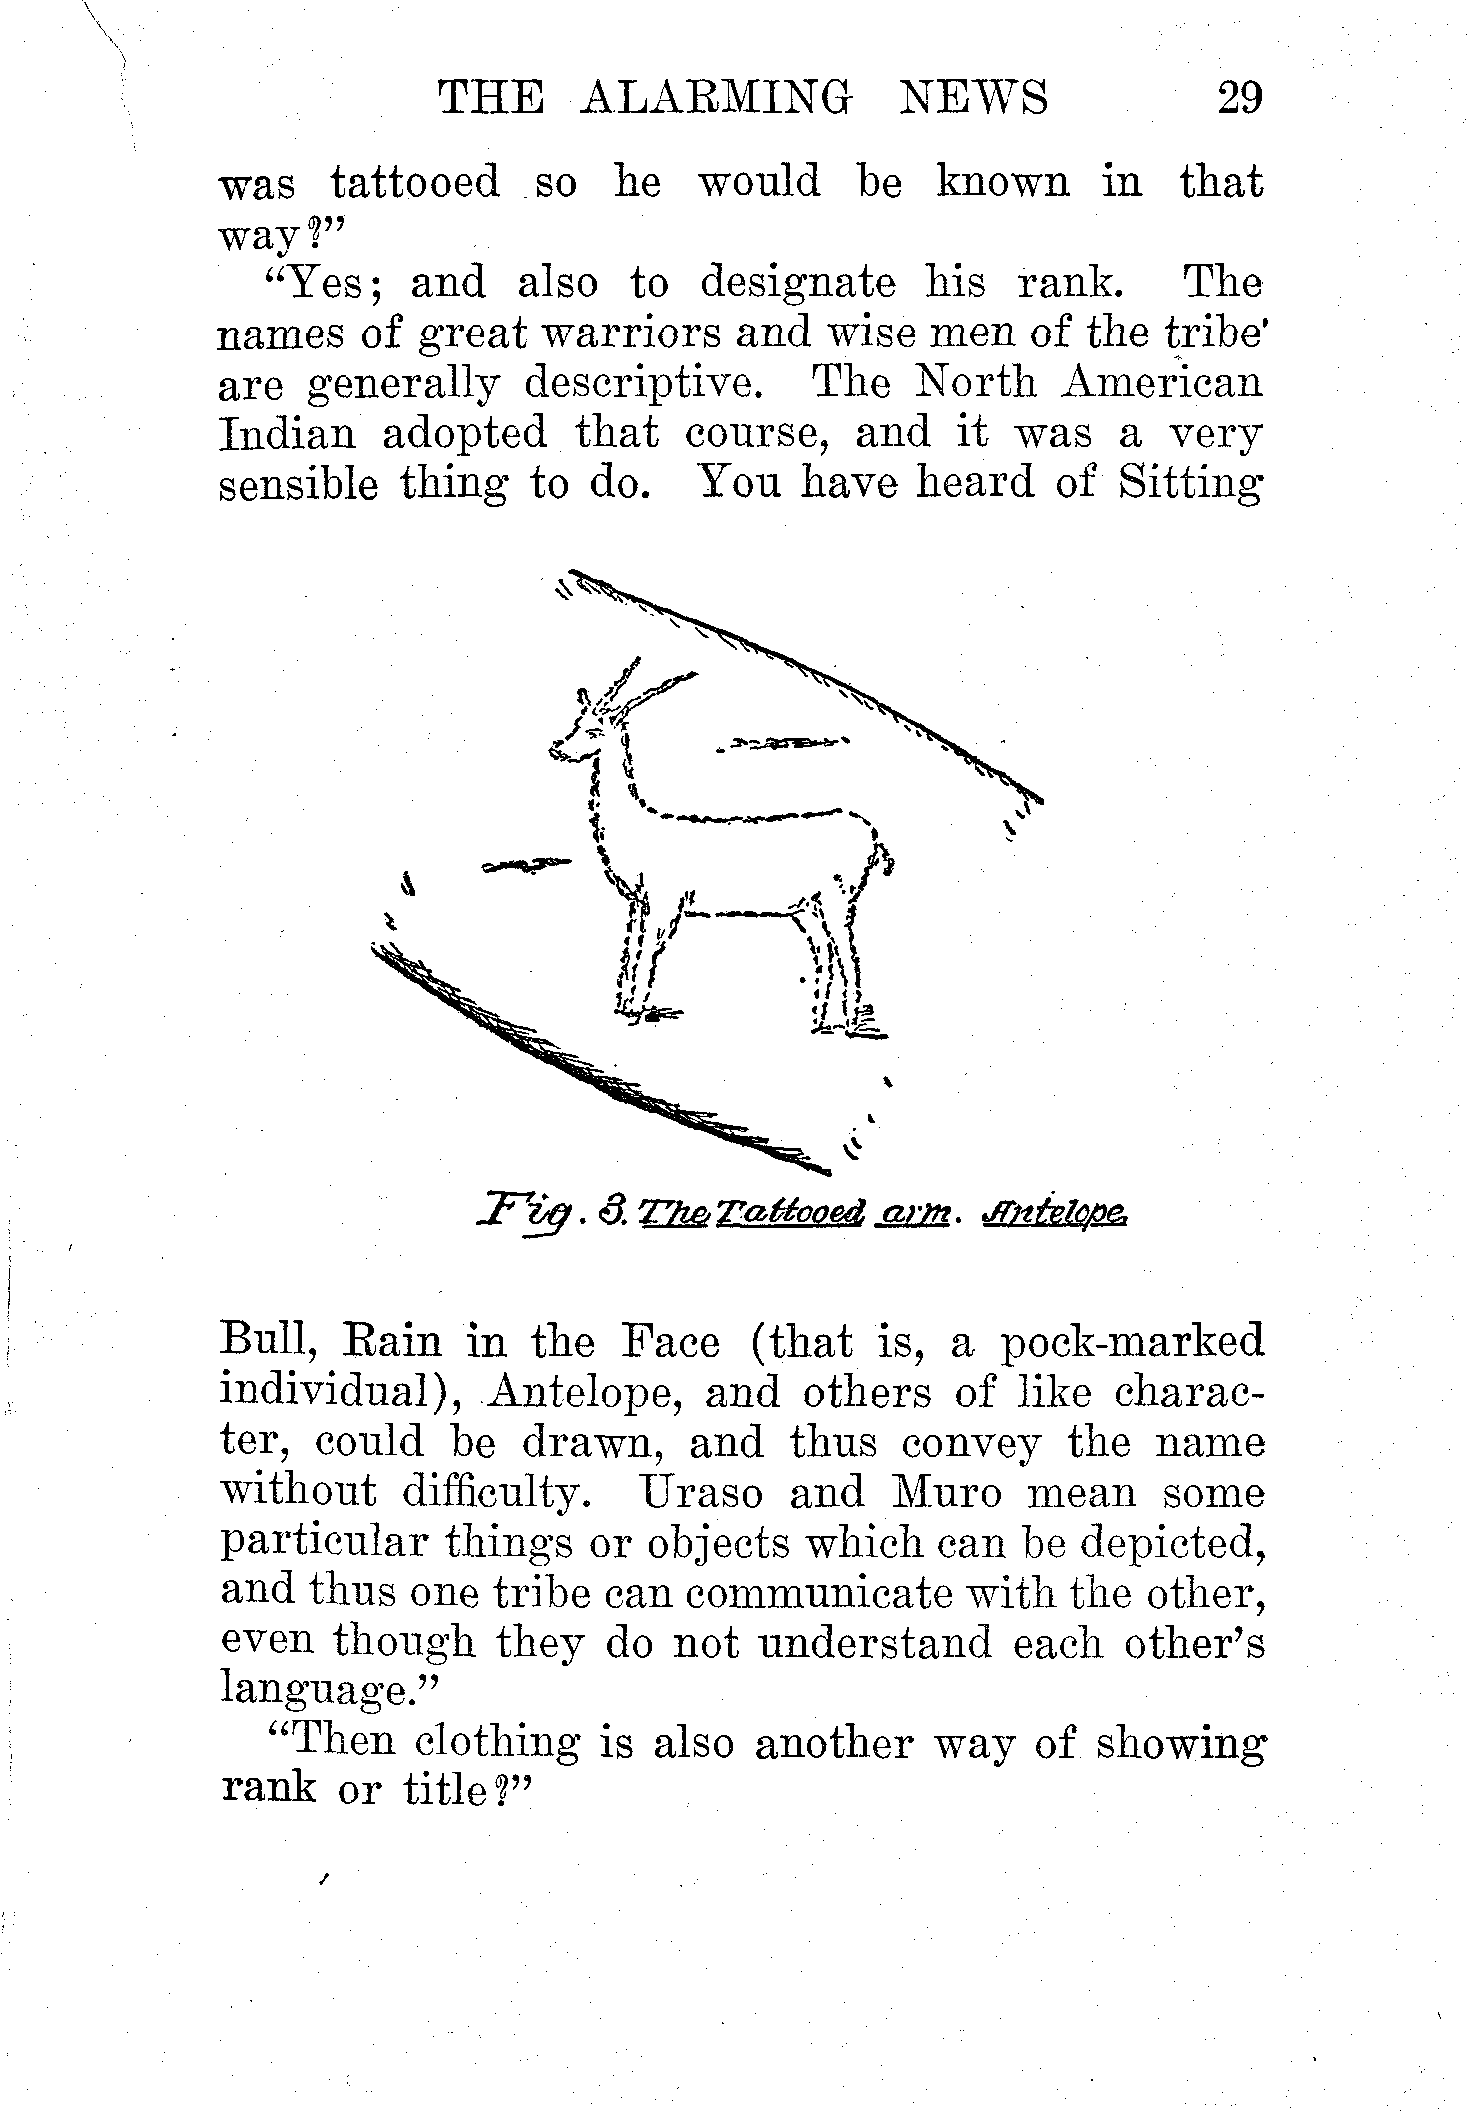 THE ALARMING NEWS 29
was tattooed so he would be known in that
way?”
“Yes; and also to designate his rank. The
names of great warriors and wise men of the tribe
are generally descriptive. The North American
Indian adopted that course, and it was a very
sensible thing to do. You have heard of Sitting
Fig. 3. The Tattooed arm. Antelope.
Bull, Rain in the Face (that is, a pock-marked
individual), Antelope, and others of like charac-
ter, could be drawn, and thus convey the name
without difficulty. Uraso and Muro mean some
particular things or objects which can be depicted,
and thus one tribe can communicate with the other,
even though they do not understand each other’s
language.”
“Then clothing is also another way of showing
rank or title?”